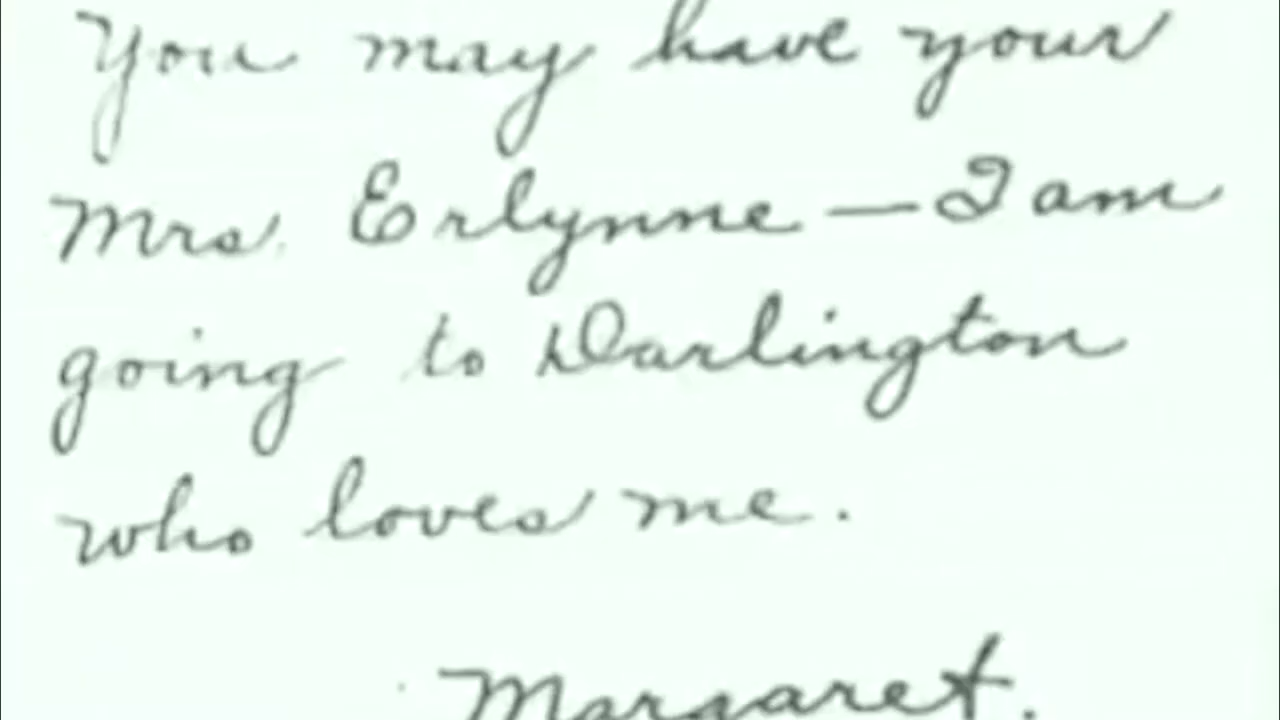 You may have your
Mrs. Erlynne — I am
going to Darlington
who loves me.
Margaret.